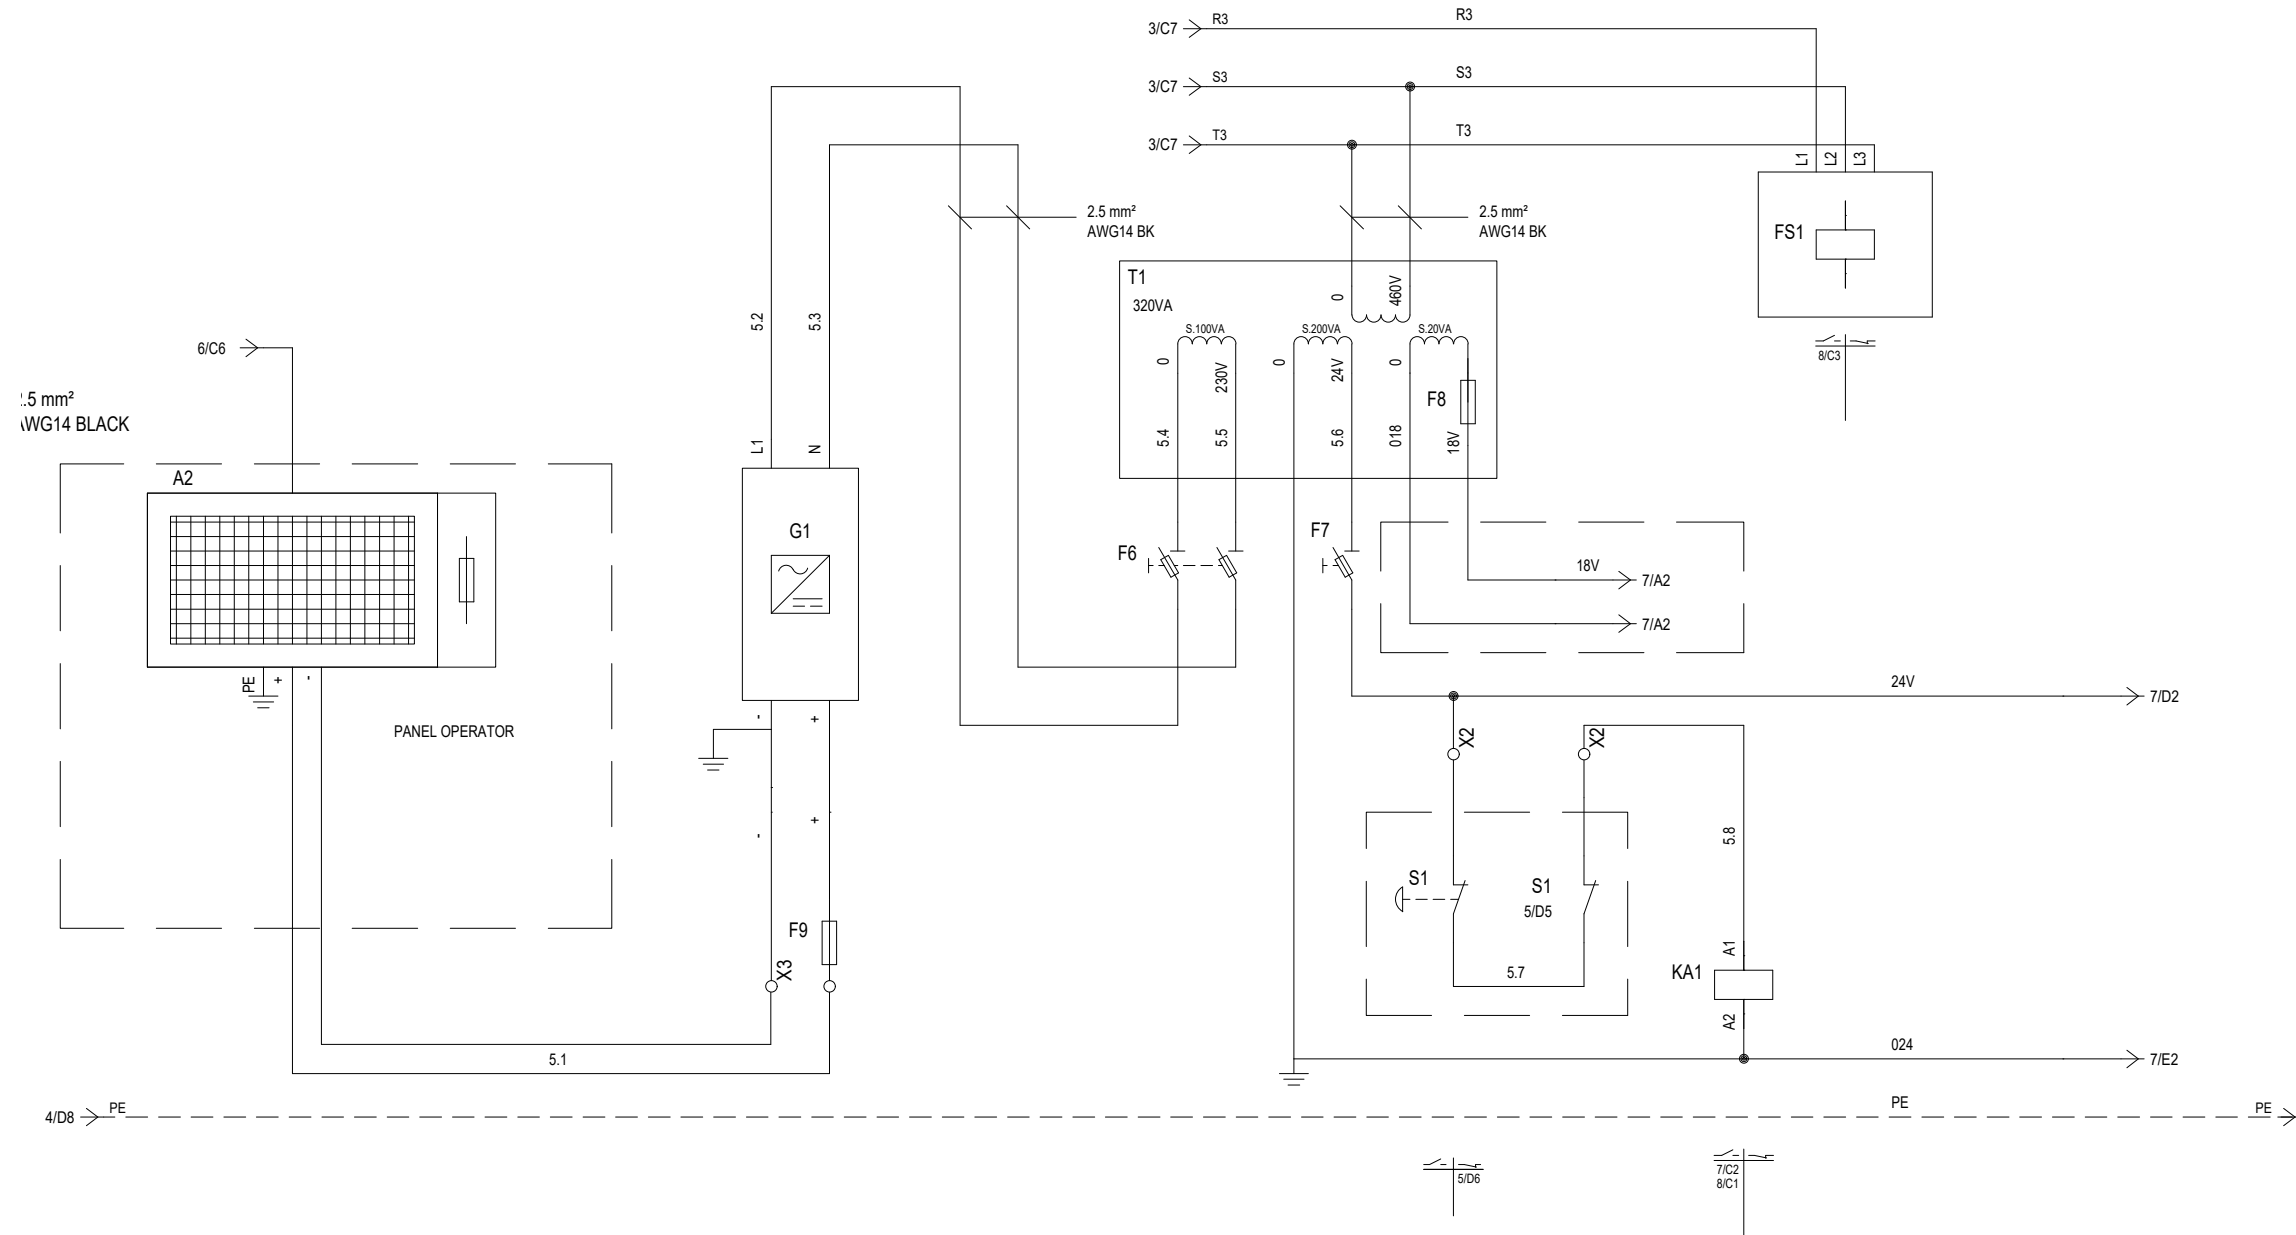 3/C7
R3
R3
3/C7
S3
S3
3/C7
T3
T3
L1
L2
L3
2.5 mm²
AWG14 BK
2.5 mm²
AWG14 BK
FS1
8/C3
T1
320VA
0
460V
S.100VA
S.200VA
S.20VA
0
230V
0
24V
0
F8
5.4
5.5
5.6
018
18V
5.2
5.3
6/C6
.5 mm²
WG14 BLACK
L1
N
A2
G1
F6
F7
18V
7/A2
7/A2
PE
+
-
PANEL OPERATOR
-
+
24V
7/D2
X2
X2
-
+
5.8
S1
S1
5/D5
F9
X3
5.7
A1
KA1
A2
5.1
024
7/E2
4/D8
PE
PE
PE
5/D6
7/C2
8/C1